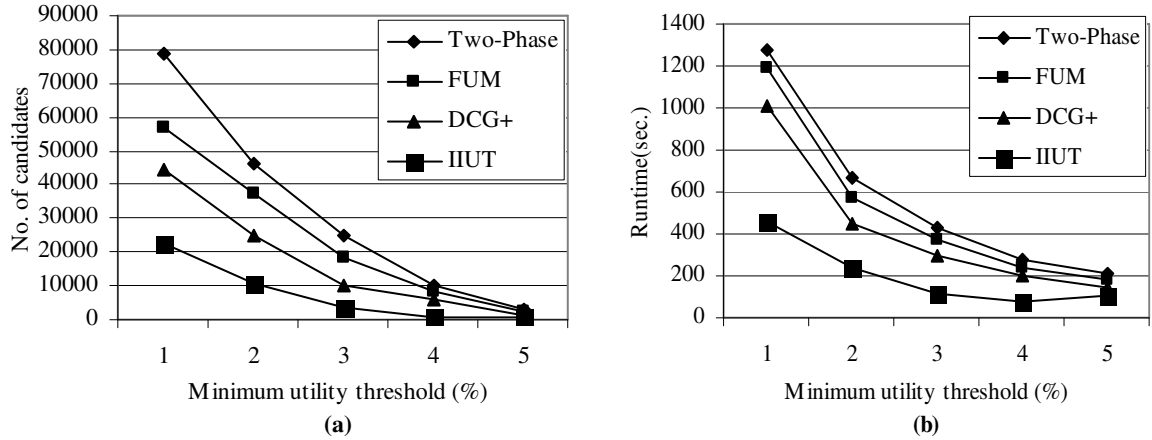 90000
80000
70000
60000
50000
40000
30000
20000
10000
0
No. of candidates
Two-Phase
FUM
DCG+
IIUT
1 2 3 4 5
Minimum utility threshold (%)
(a)
1400
1200
1000
800
600
400
200
0
Runtime(sec.)
Two-Phase
FUM
DCG+
IIUT
1 2 3 4 5
Minimum utility threshold (%)
(b)